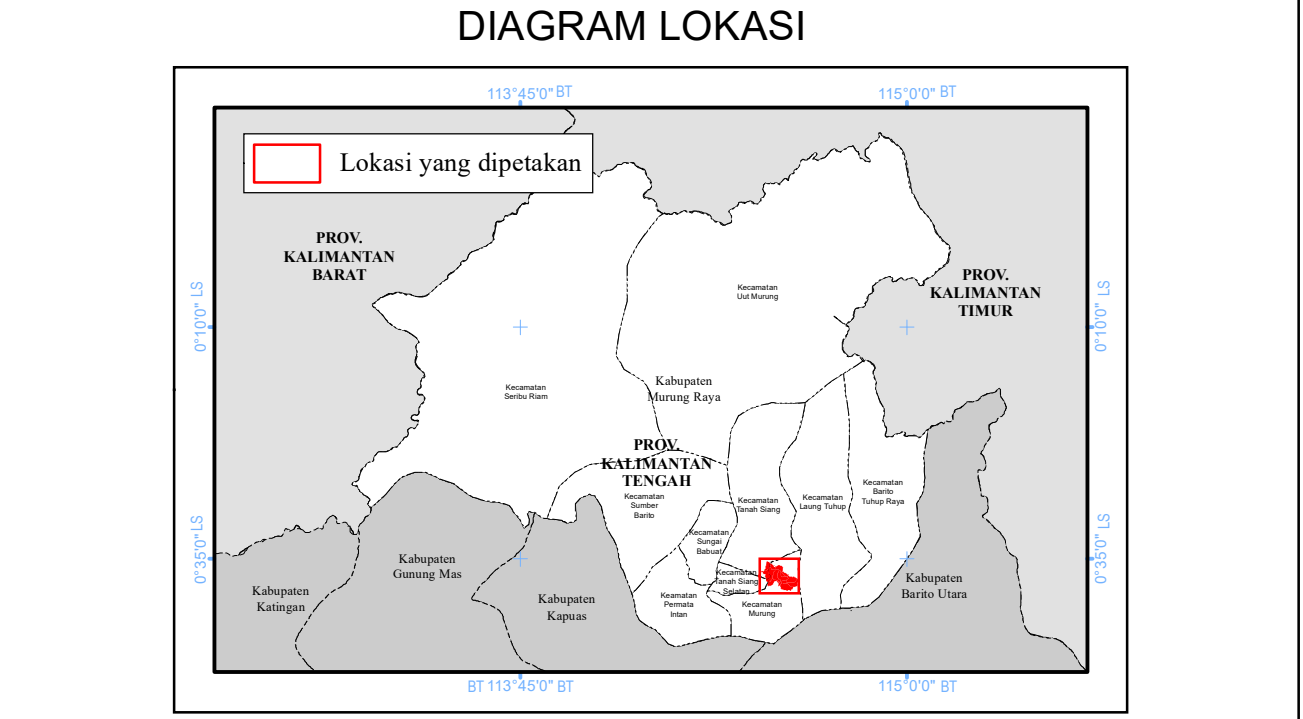 DIAGRAM LOKASI
113°45'0" BT
115°0'0" BT
Lokasi yang dipetakan
PROV.
KALIMANTAN
BARAT
PROV.
KALIMANTAN
TIMUR
Kecamatan
Uut Murung
0°10'0" LS
0°10'0" LS
Kecamatan
Seribu Riam
Kabupaten
Murung Raya
PROV.
KALIMANTAN
TENGAH
Kecamatan
Sumber
Barito
Kecamatan
Tanah Siang
Kecamatan
Laung Tuhup
Kecamatan
Barito
Tuhup Raya
Kecamatan
Sungai
Babuat
0°35'0" LS
0°35'0" LS
Kabupaten
Gunung Mas
Kecamatan
Tanah Siang
Selatan
Kabupaten
Barito Utara
Kabupaten
Katingan
Kabupaten
Kapuas
Keamatan
Permata
Intan
Kecamatan
Murung
BT 113°45'0" BT
115°0'0" BT